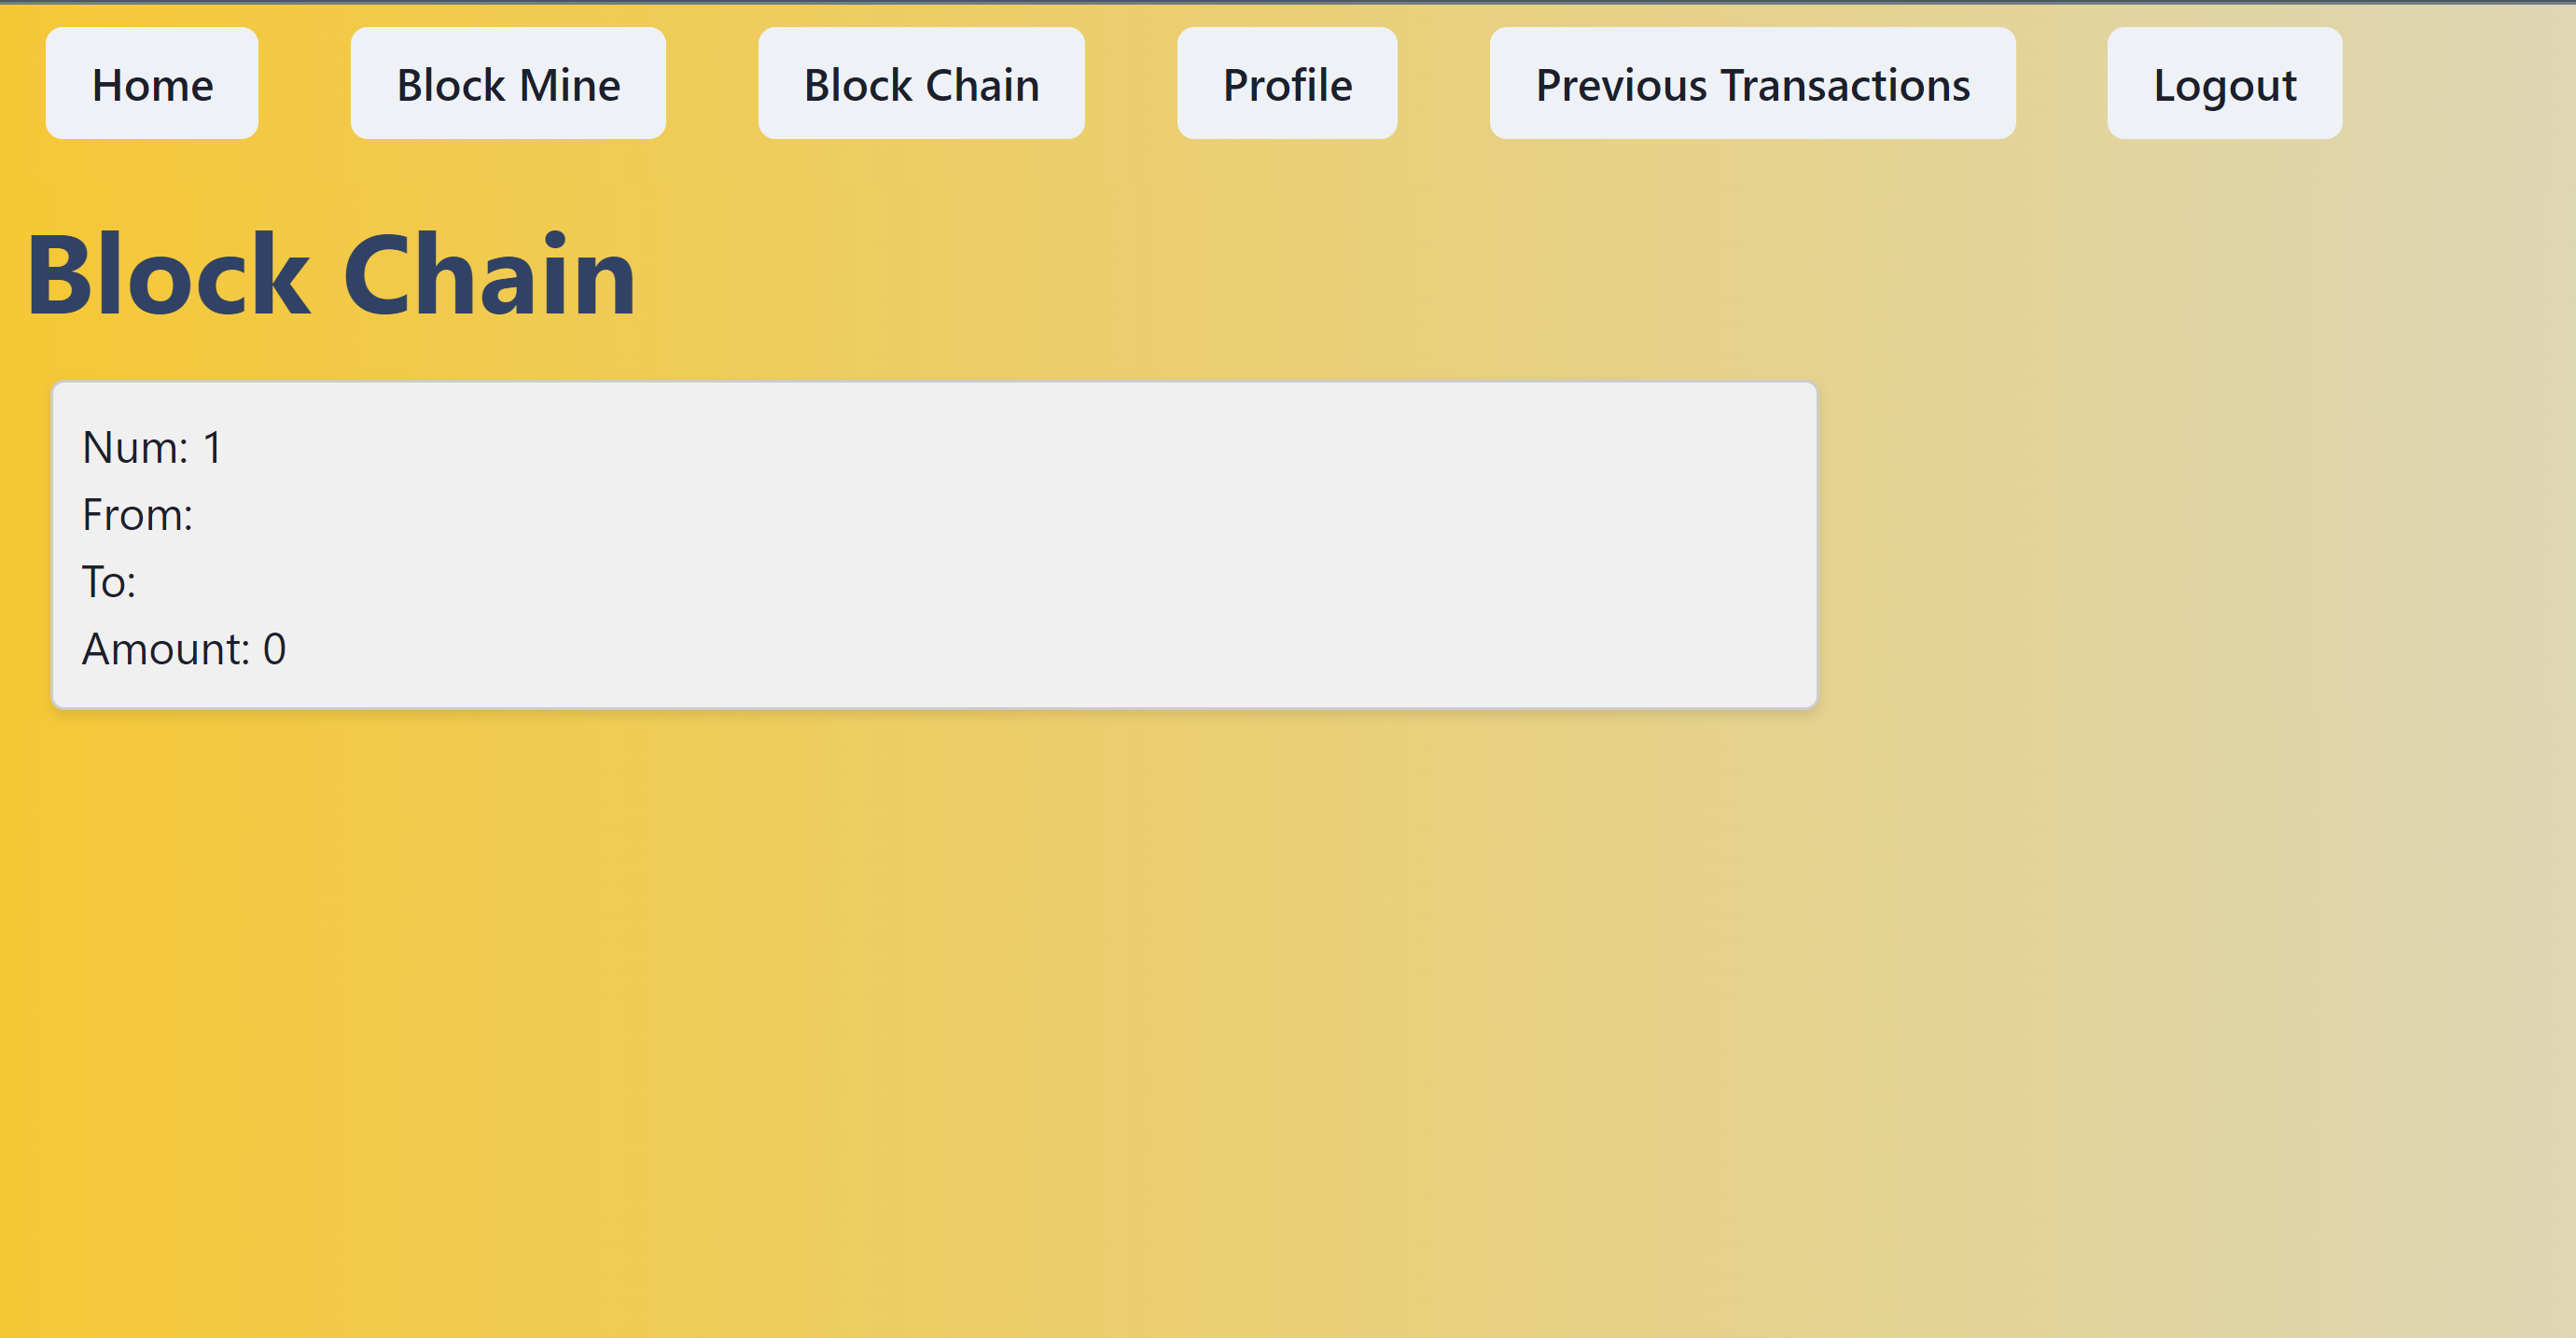 Home Block Mine Block Chain Profile Previous Transactions Logout
Block Chain
Num: 1
From:
To:
Amount: 0